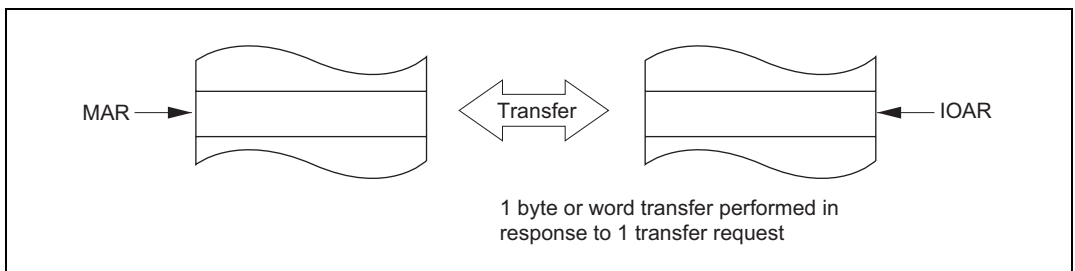 MAR
Transfer
IOAR
1 byte or word transfer performed in
response to 1 transfer request